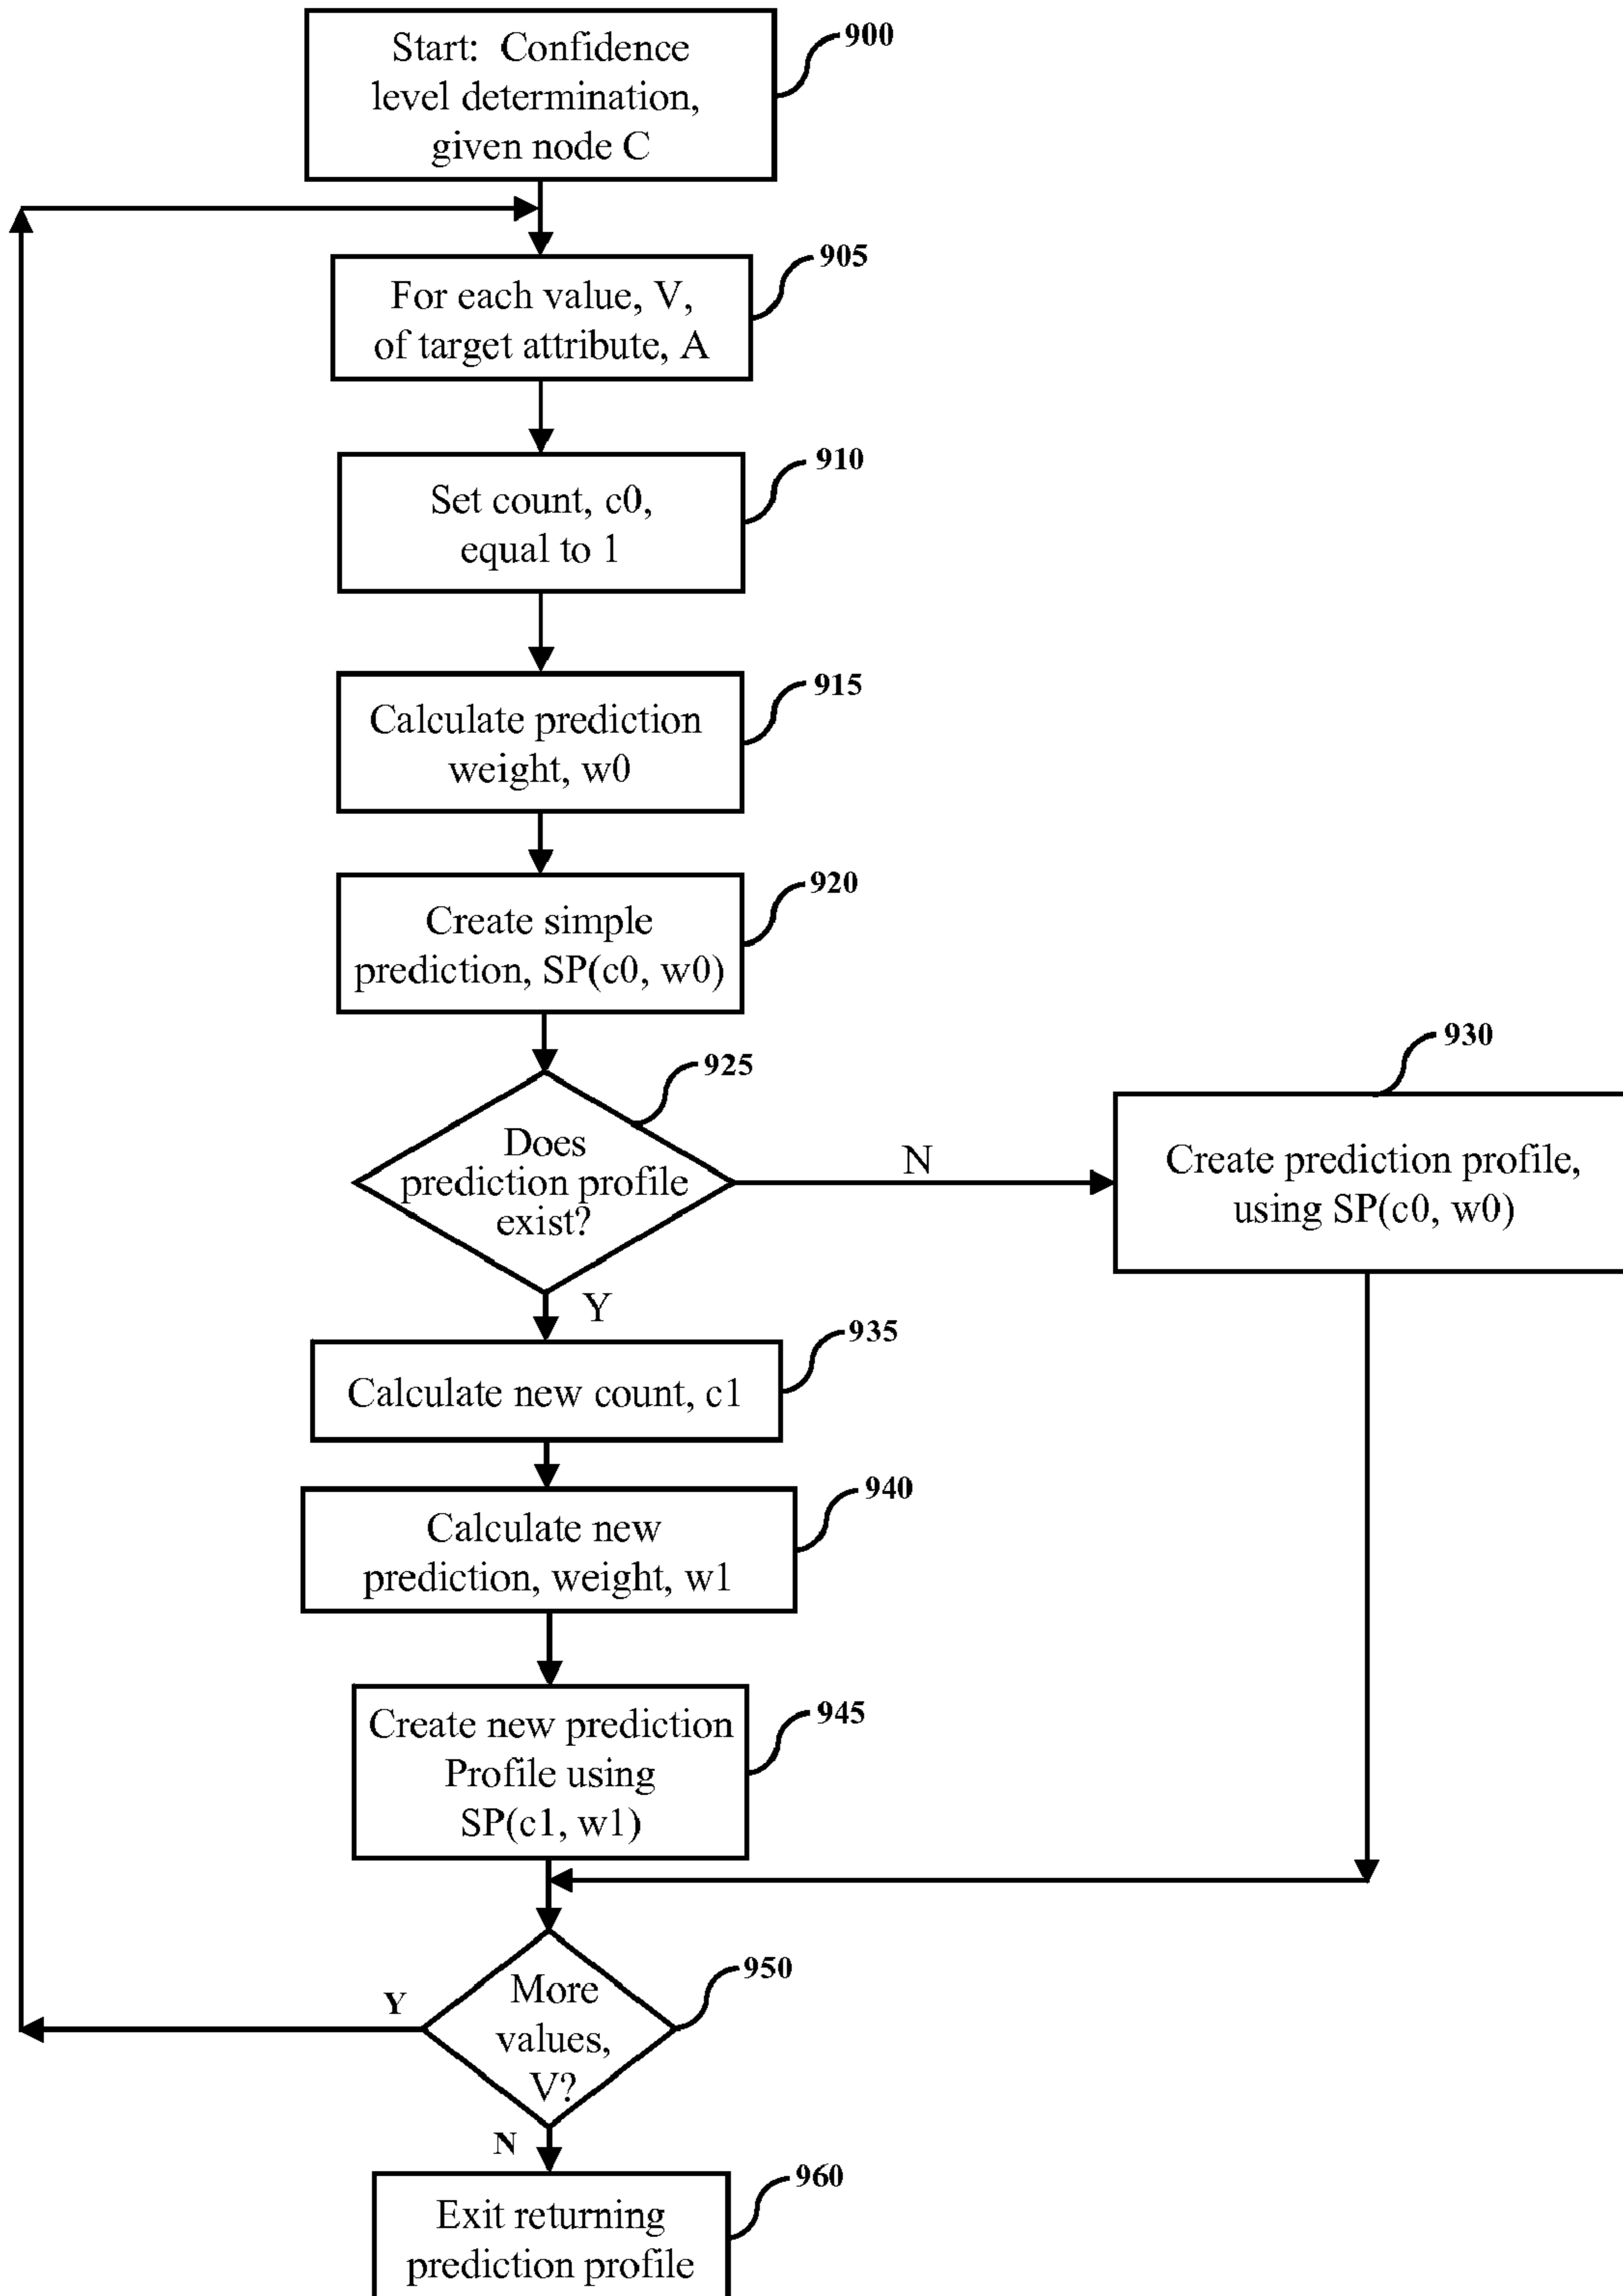 Start: Confidence
level determination,
given node C
900
For each value, V,
of target attribute, A
905
Set count, c0,
equal to 1
910
Calculate prediction
weight, w0
915
Create simple
prediction, SP(c0, w0)
920
Does
prediction profile
exist?
925
N
Create prediction profile,
using SP(c0, w0)
930
Y
Calculate new count, c1
935
Calculate new
prediction, weight, w1
940
Create new prediction
Profile using
SP(c1, w1)
945
More
values,
V?
950
Y
N
Exit returning
prediction profile
960